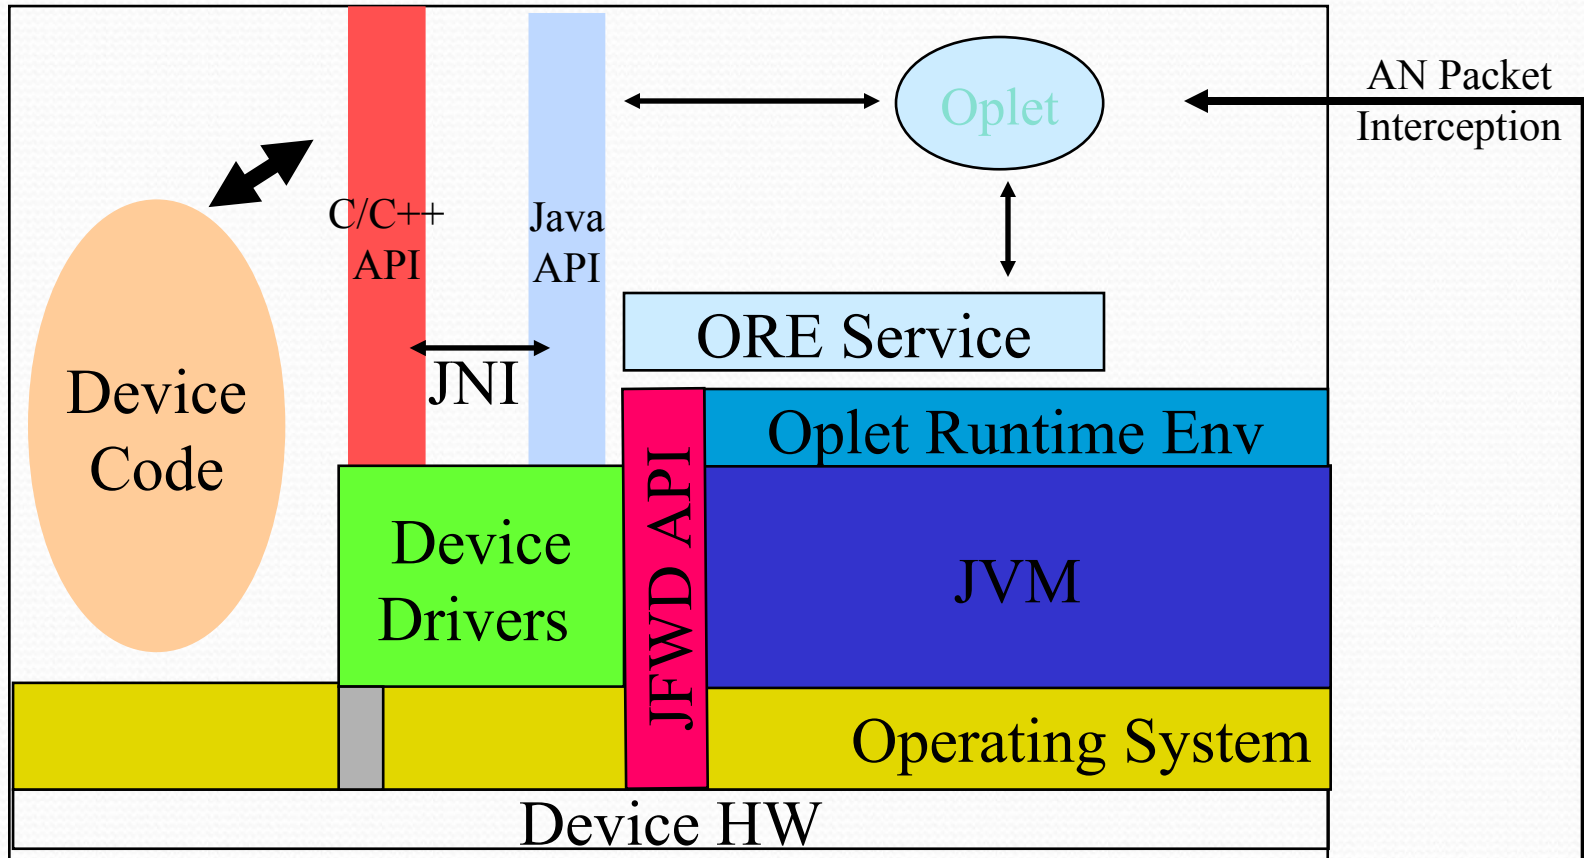 AN Packet
Interception
Oplet
C/C++
API
Java
API
ORE Service
JNI
Device
Code
Oplet Runtime Env
JFWD API
Device
Drivers
JVM
Operating System
Device HW